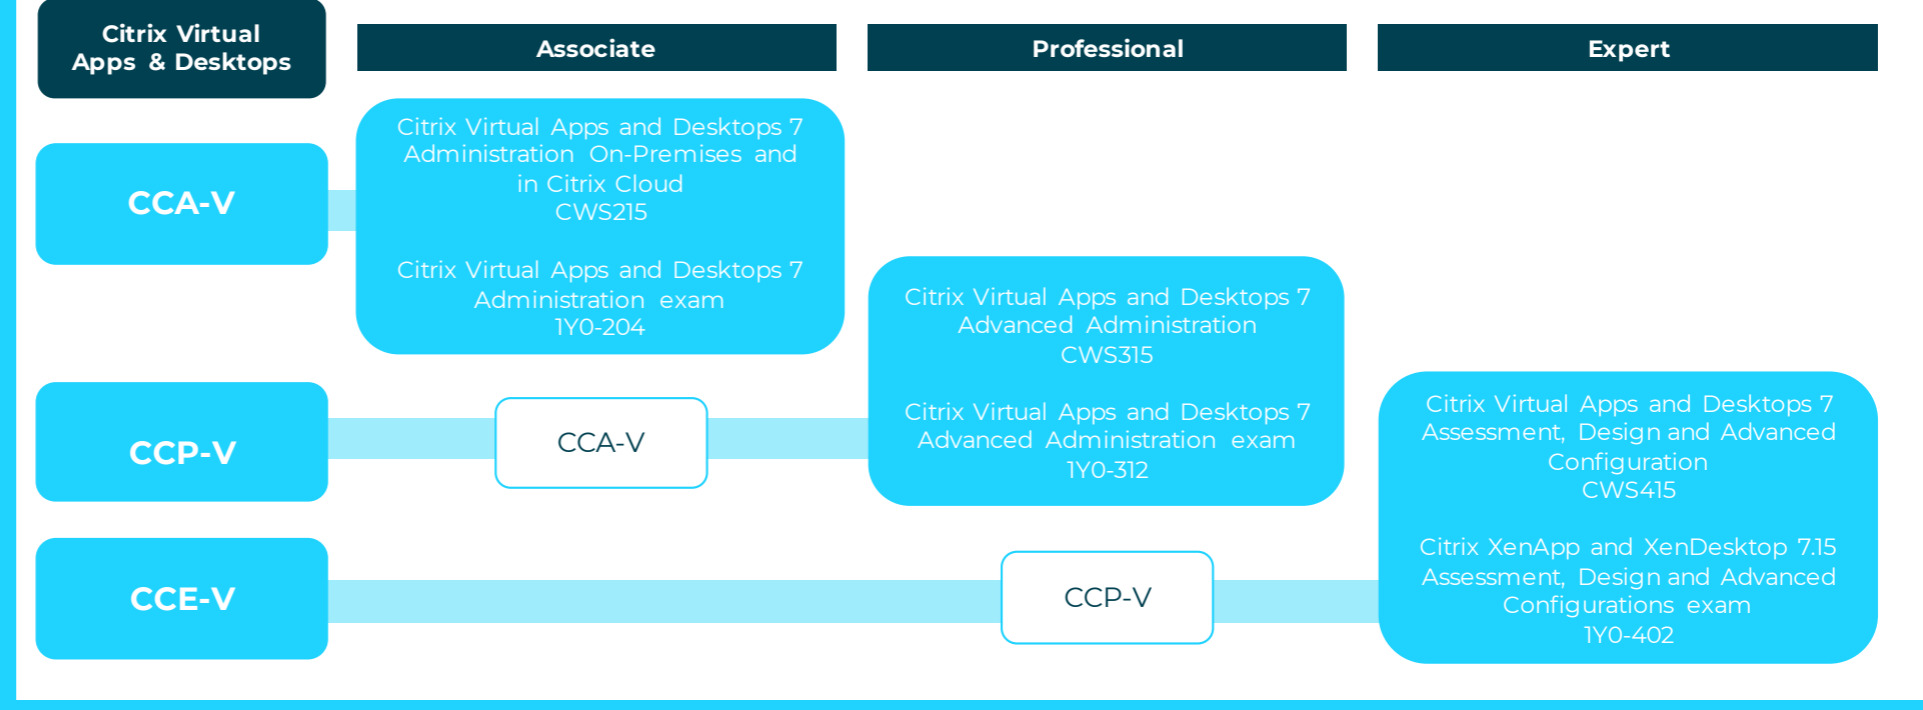 Citrix Virtual
Apps & Desktops
Associate
Professional
Expert
CCA-V
Citrix Virtual Apps and Desktops 7
Administration On-Premises and
in Citrix Cloud
CWS215
Citrix Virtual Apps and Desktops 7
Administration exam
1Y0-204
CCP-V
CCA-V
Citrix Virtual Apps and Desktops 7
Advanced Administration
CWS315
Citrix Virtual Apps and Desktops 7
Advanced Administration exam
1Y0-312
CCE-V
CCP-V
Citrix Virtual Apps and Desktops 7
Assessment, Design and Advanced
Configuration
CWS415
Citrix XenApp and XenDesktop 7.15
Assessment, Design and Advanced
Configurations exam
1Y0-402